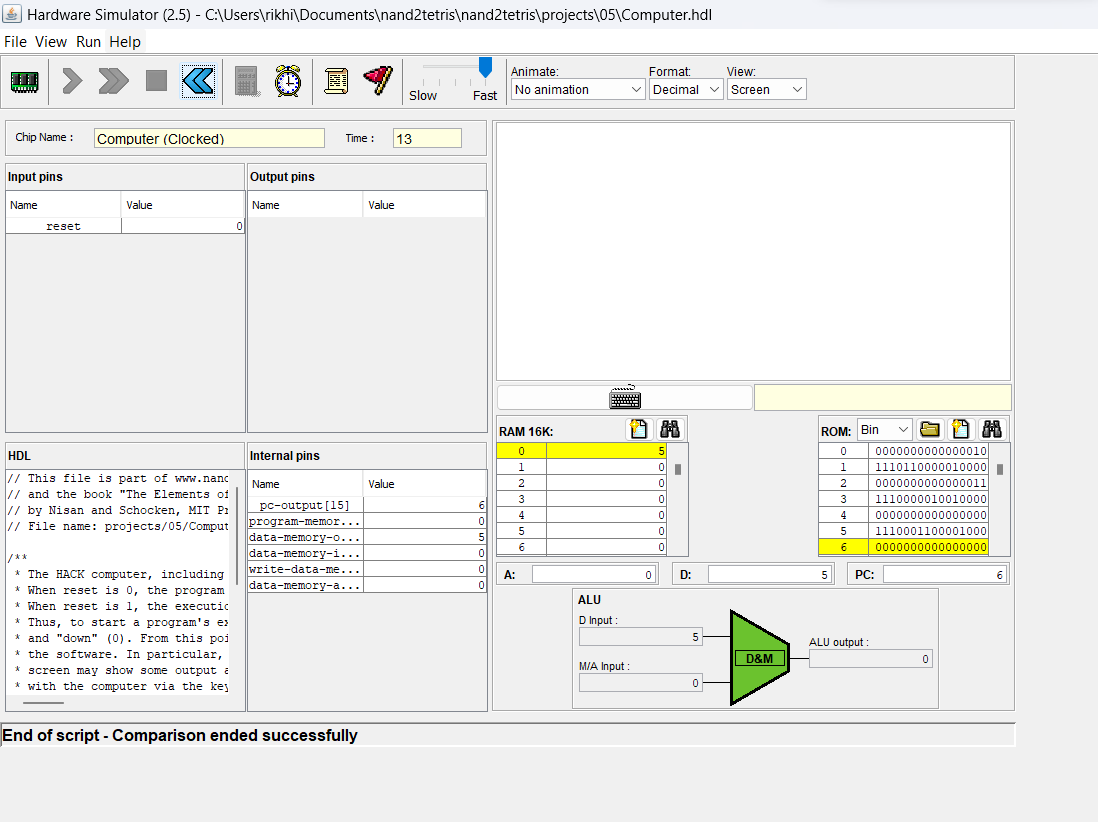 Hardware Simulator (2.5) - C:\Users\rikhi\Documents\nand2tetris\nand2tetris\projects\05\Computer.hdl
File View Run Help
Slow Fast
Animate: Format: View:
No animation Decimal Screen
Chip Name : Computer (Clocked) Time : 13
Input pins
Name Value
reset 0
Output pins
Name Value
HDL
// This file is part of www.nand
// and the book "The Elements of
// by Nisan and Schocken, MIT Pr
// File name: projects/05/Comput
/**
* The HACK computer, including
* When reset is 0, the program
* When reset is 1, the executio
* Thus, to start a program's ex
* and "down" (0). From this poi
* the software. In particular,
* screen may show some output a
* with the computer via the key
Internal pins
Name Value
pc-output[15] 6
program-memor... 0
data-memory-o... 5
data-memory-i... 0
write-data-me... 0
data-memory-a... 0
RAM 16K:
0 5
1 0
2 0
3 0
4 0
5 0
6 0
ROM: Bin
0 0000000000000010
1 1110110000010000
2 0000000000000011
3 1110000010010000
4 0000000000000000
5 1110001100001000
6 0000000000000000
A: 0 D: 5 PC: 6
ALU
D Input :
5
M/A Input :
0
D&M
ALU output :
0
End of script - Comparison ended successfully